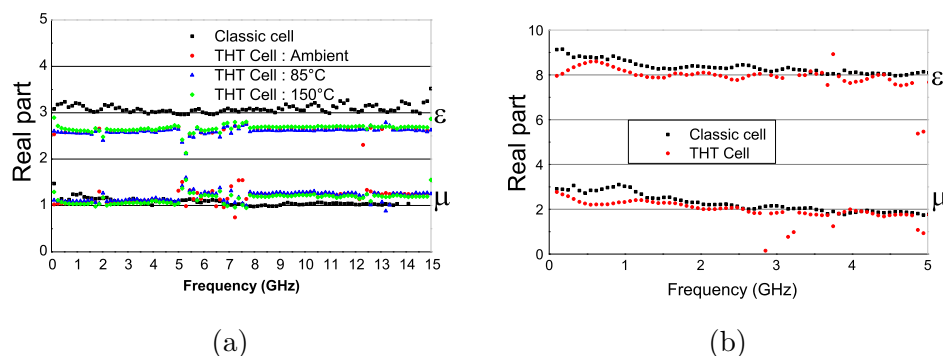 5
4
3
2
1
0
Real part
Classic cell
THT Cell : Ambient
THT Cell : 85°C
THT Cell : 150°C
ε
μ
0 1 2 3 4 5 6 7 8 9 10 11 12 13 14 15
Frequency (GHz)
(a)
10
8
6
4
2
0
Real part
Classic cell
THT Cell
ε
μ
0 1 2 3 4 5
Frequency (GHz)
(b)